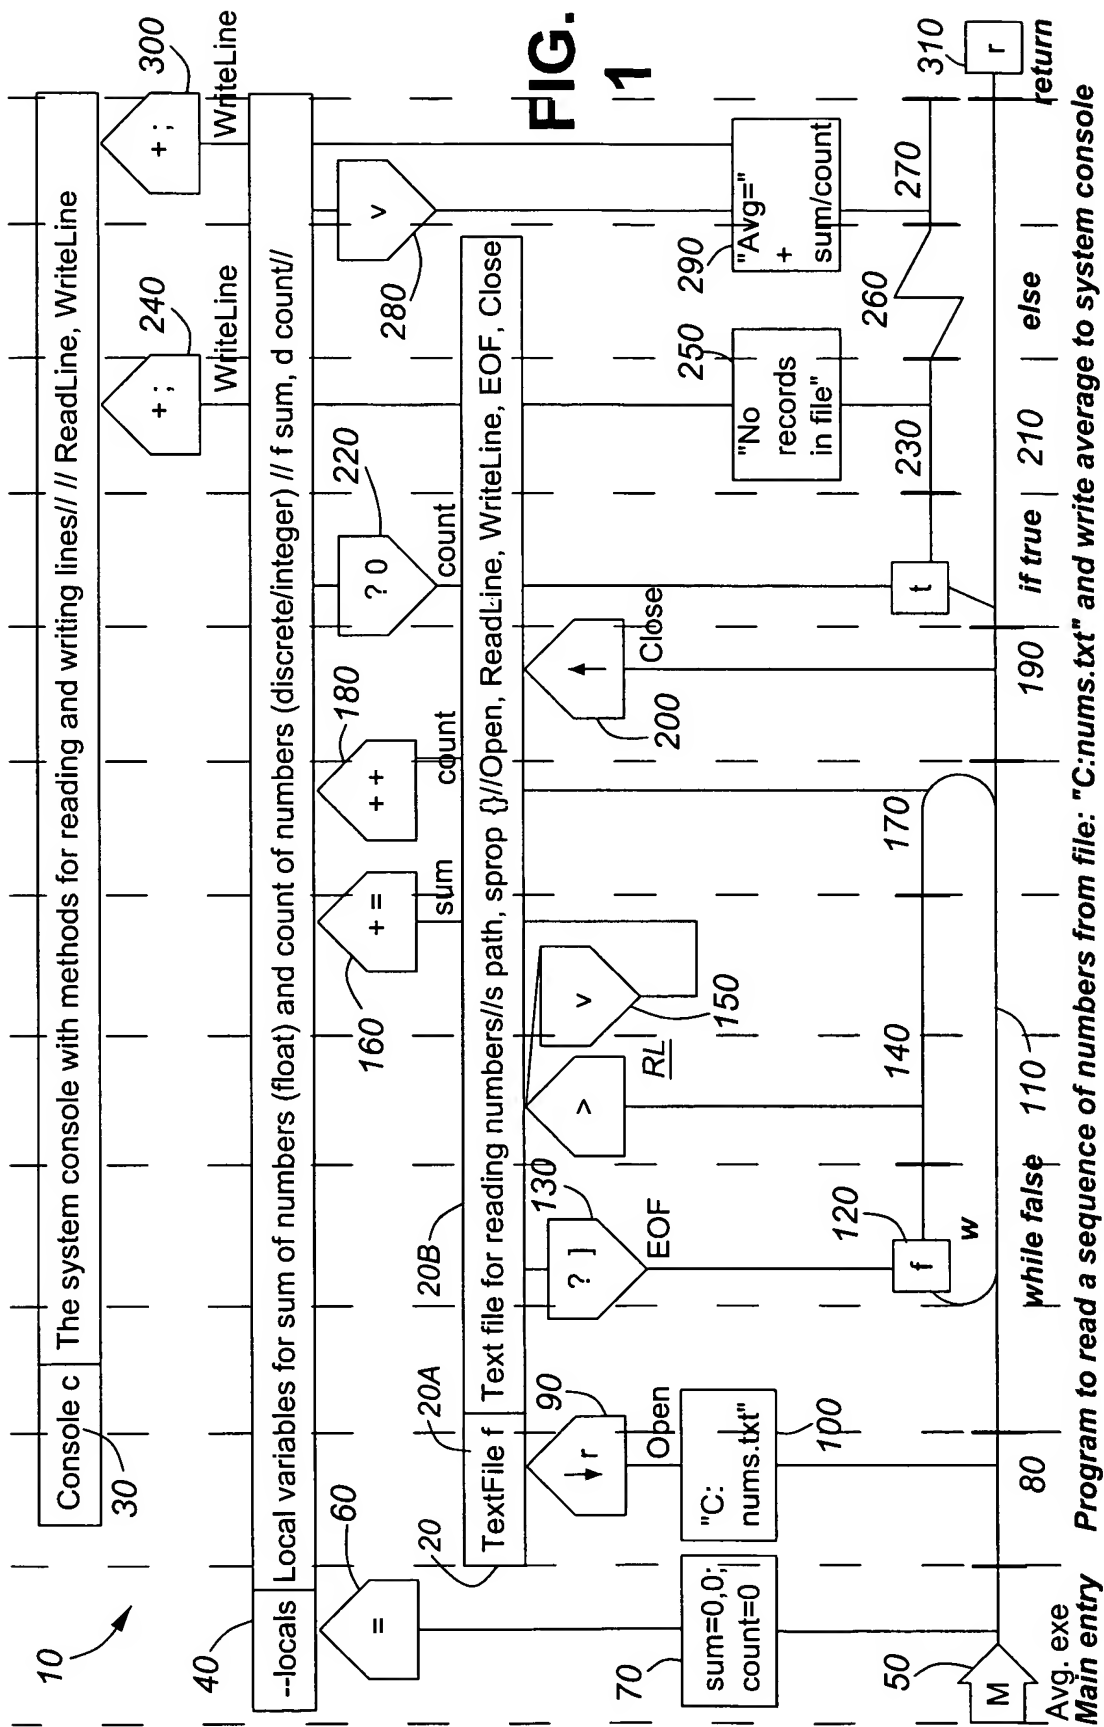 FIG.
1
10
Console c
The system console with methods for reading and writing lines// // ReadLine, WriteLine
30
+ ;
240
WriteLine
+ ;
300
WriteLine
40
--locals
Local variables for sum of numbers (float) and count of numbers (discrete/integer) // f sum, d count//
=
60
+ =
160
sum
+ +
180
count
? 0
220
count
v
280
20
20A
20B
TextFile f
Text file for reading numbers//s path, sprop {}//Open, ReadLine, WriteLine, EOF, Close
r
90
Open
? ]
130
EOF
>
RL
v
150
200
Close
70
sum=0,0;
count=0
"C:
nums.txt"
100
250
"No
records
in file"
290
"Avg="
+
sum/count
120
f
w
140
170
t
230
260
270
310
r
50
M
80
110
190
210
Avg. exe
while false
if true
else
return
Main entry
Program to read a sequence of numbers from file: "C:nums.txt" and write average to system console